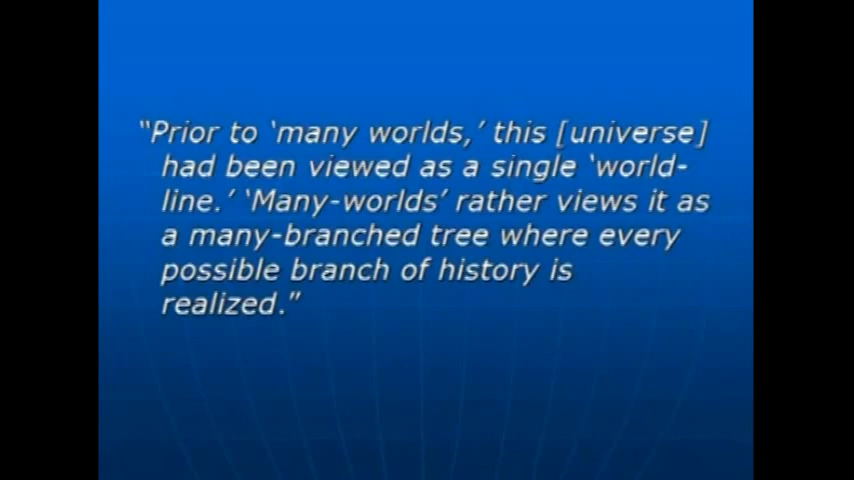 “Prior to ‘many worlds,’ this [universe]
had been viewed as a single ‘world-
line.’ ‘Many-worlds’ rather views it as
a many-branched tree where every
possible branch of history is
realized.”